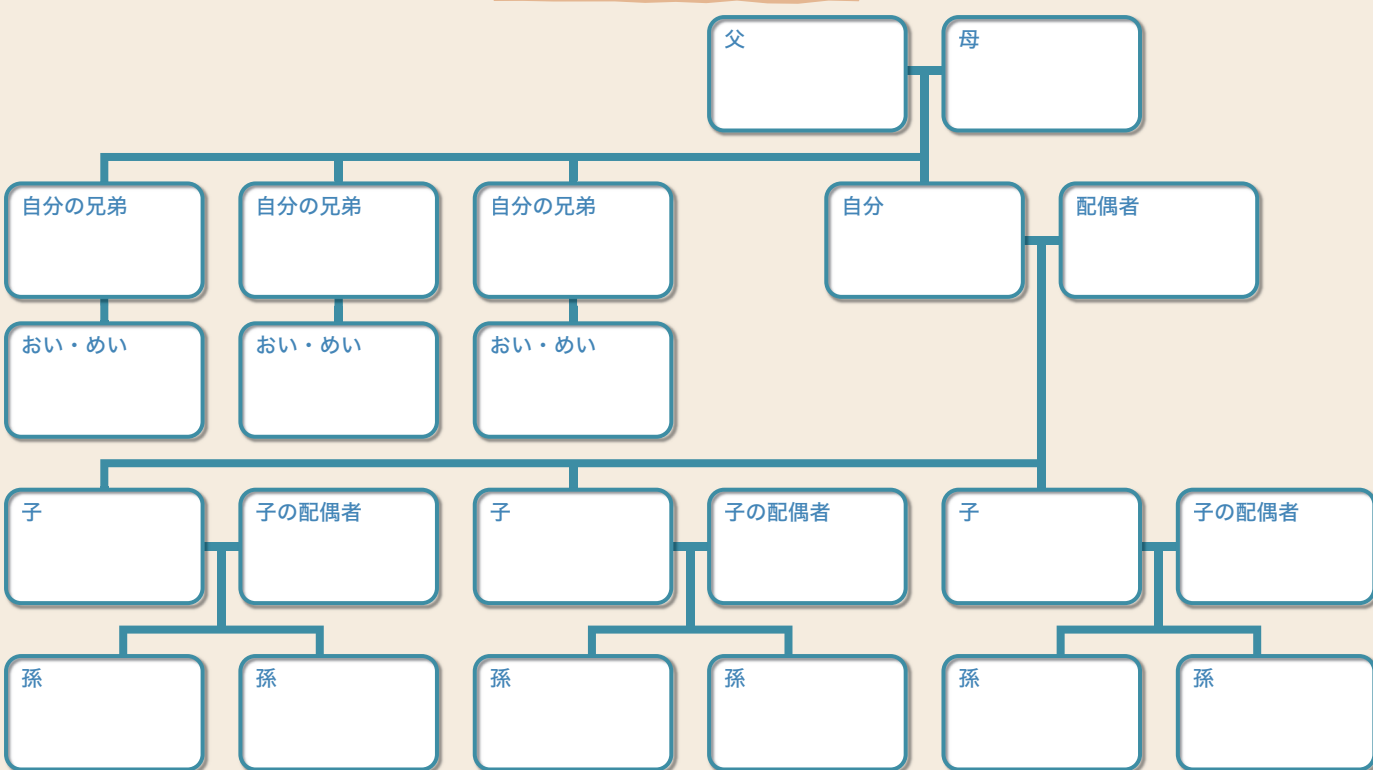 父
母
自分の兄弟
自分の兄弟
自分の兄弟
自分
配偶者
おい・めい
おい・めい
おい・めい
子
子の配偶者
子
子の配偶者
子
子の配偶者
孫
孫
孫
孫
孫
孫